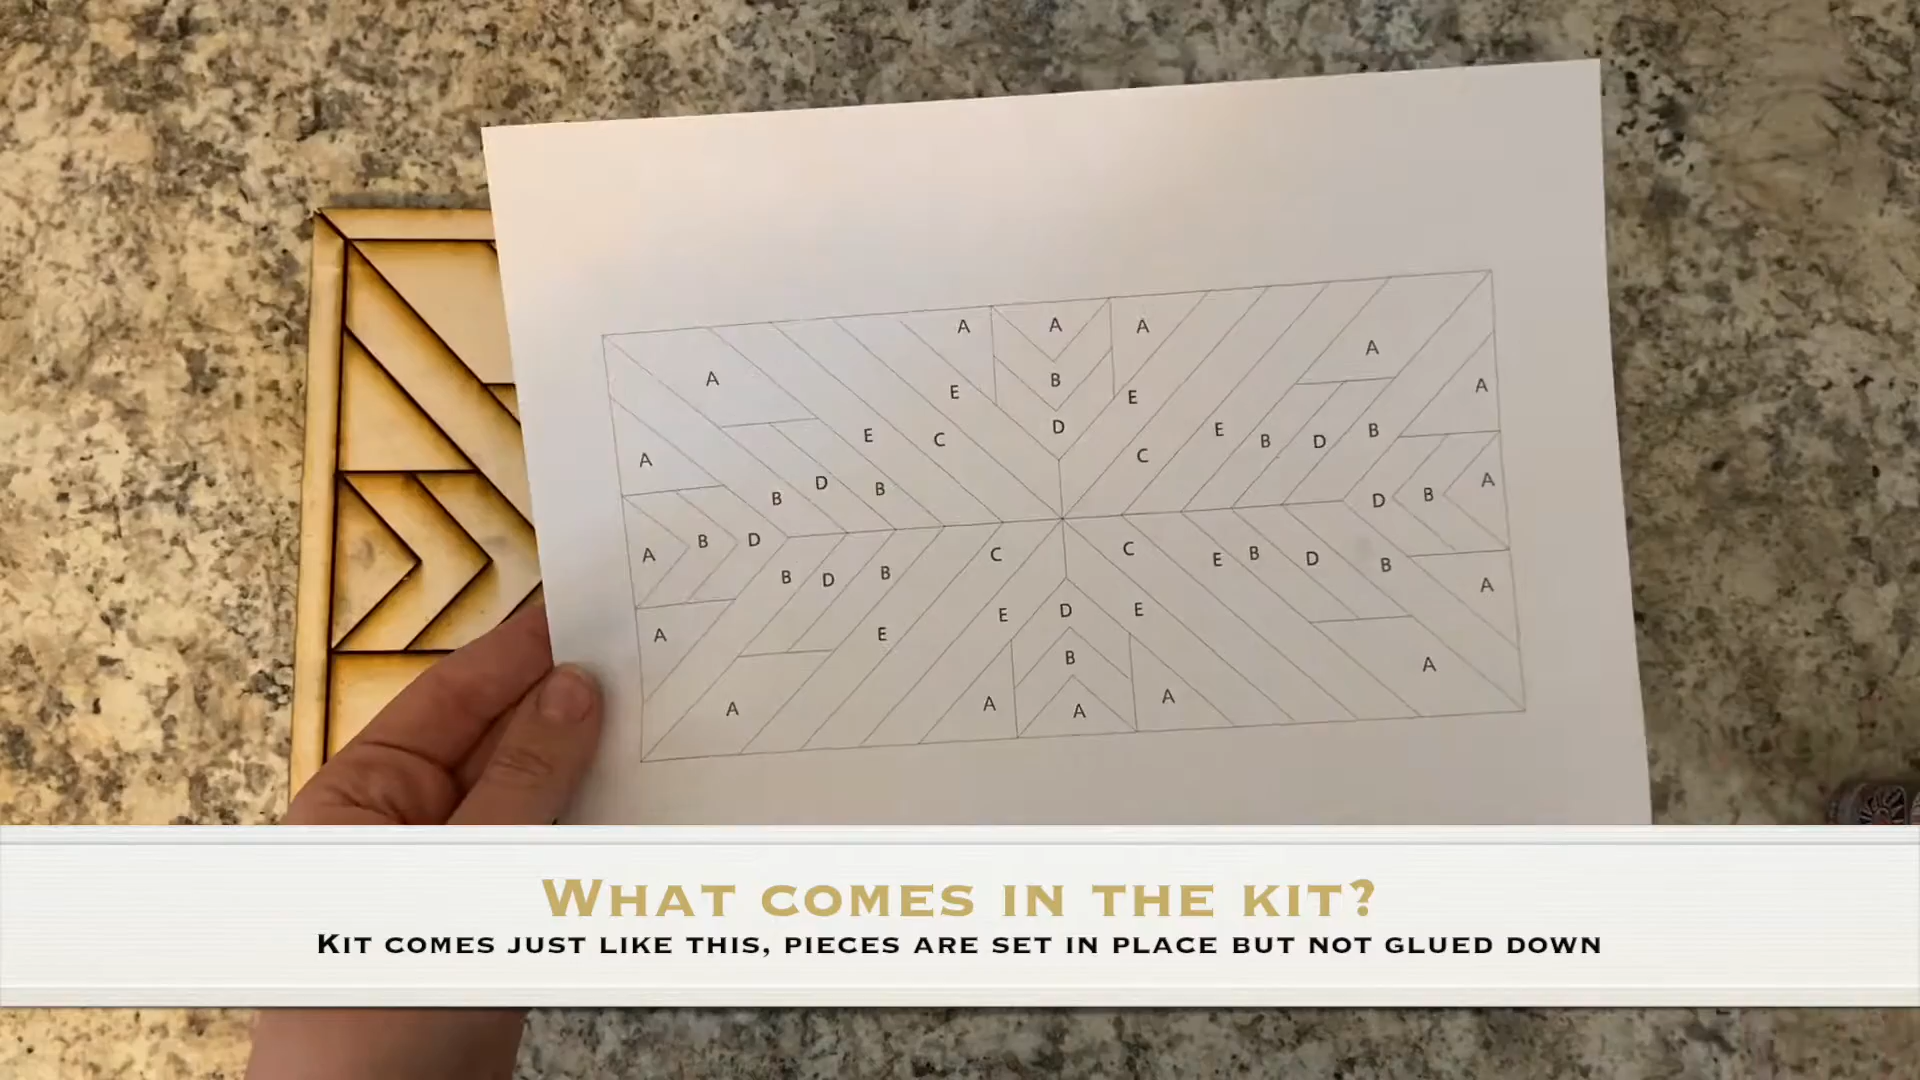 A A A
A A
E B E A
E C D C E B D B
A
B D B D B A
A B D C C E B D B
B D B
A E E D E A
B A
A A A A
WHAT COMES IN THE KIT?
KIT COMES JUST LIKE THIS, PIECES ARE SET IN PLACE BUT NOT GLUED DOWN